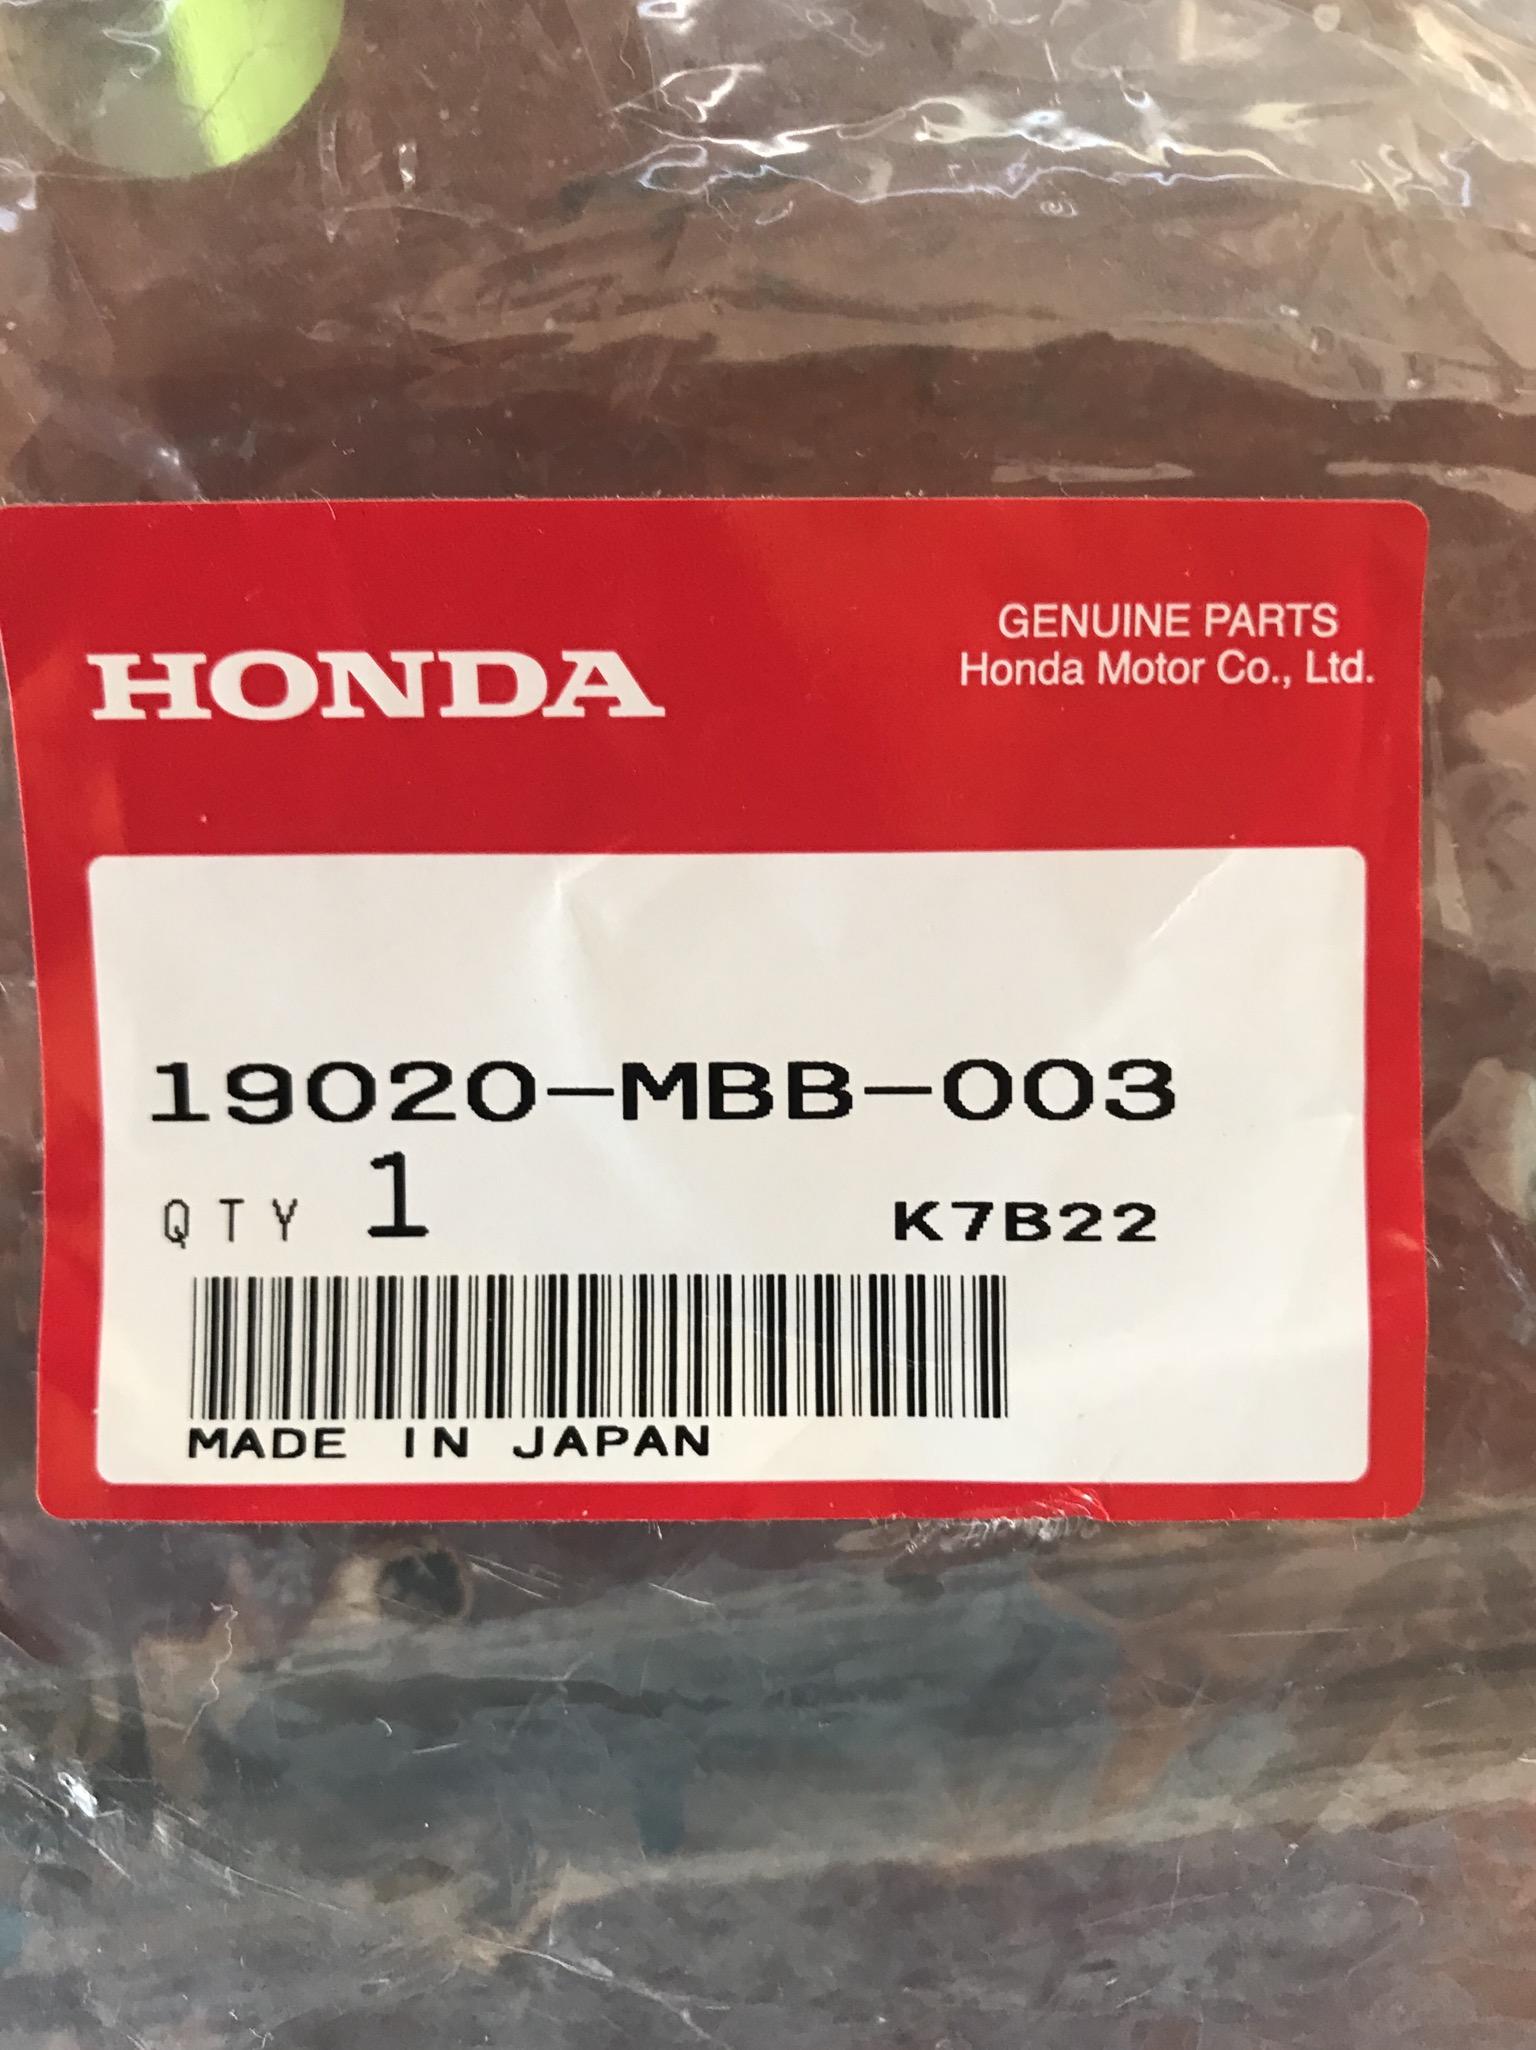 HONDA
GENUINE PARTS
Honda Motor Co., Ltd.
19020-MBB-003
QTY 1 K7B22
MADE IN JAPAN